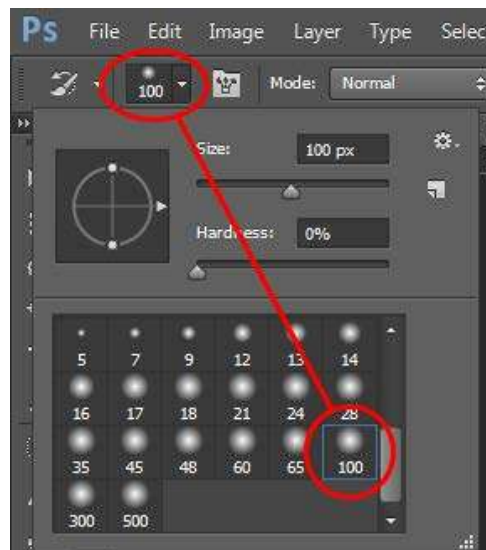 Ps File Edit Image Layer Type Selec
100 Mode: Normal
Size: 100 px
Hardness: 0%
5 7 9 12 13 14
16 17 18 21 24 28
35 45 48 60 65 100
300 500